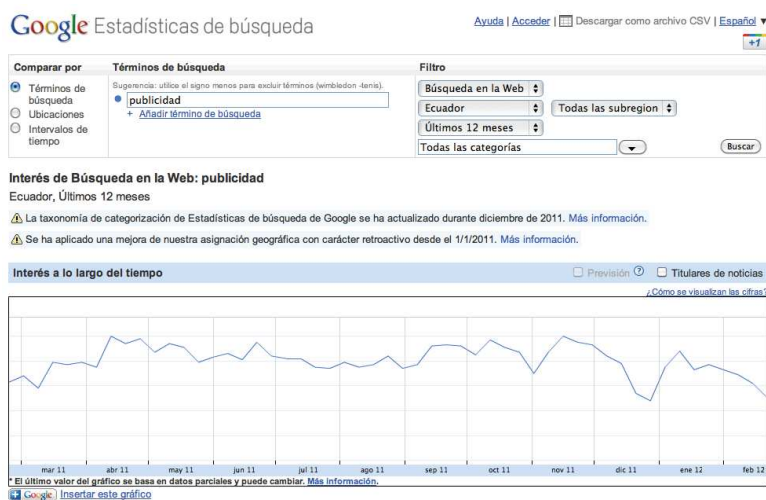 Google Estadísticas de búsqueda
Ayuda | Acceder | Descargar como archivo CSV | Español ▼
+1
Comparar por
Términos de búsqueda
Filtro
Términos de
búsqueda
Ubicaciones
Intervalos de
tiempo
Sugerencia: utilice el signo menos para excluir términos (wimbledon -tenis).
publicidad
+ Añadir término de búsqueda
Búsqueda en la Web
Ecuador
Todas las subregion
Últimos 12 meses
Todas las categorías
Buscar
Interés de Búsqueda en la Web: publicidad
Ecuador, Últimos 12 meses
La taxonomía de categorización de Estadísticas de búsqueda de Google se ha actualizado durante diciembre de 2011. Más información.
Se ha aplicado una mejora de nuestra asignación geográfica con carácter retroactivo desde el 1/1/2011. Más información.
Interés a lo largo del tiempo
Previsión ?
Titulares de noticias
¿Cómo se visualizan las cifras?
mar 11 abr 11 may 11 jun 11 jul 11 ago 11 sep 11 oct 11 nov 11 dic 11 ene 12 feb 12
* El último valor del gráfico se basa en datos parciales y puede cambiar. Más información.
+ Google Insertar este gráfico